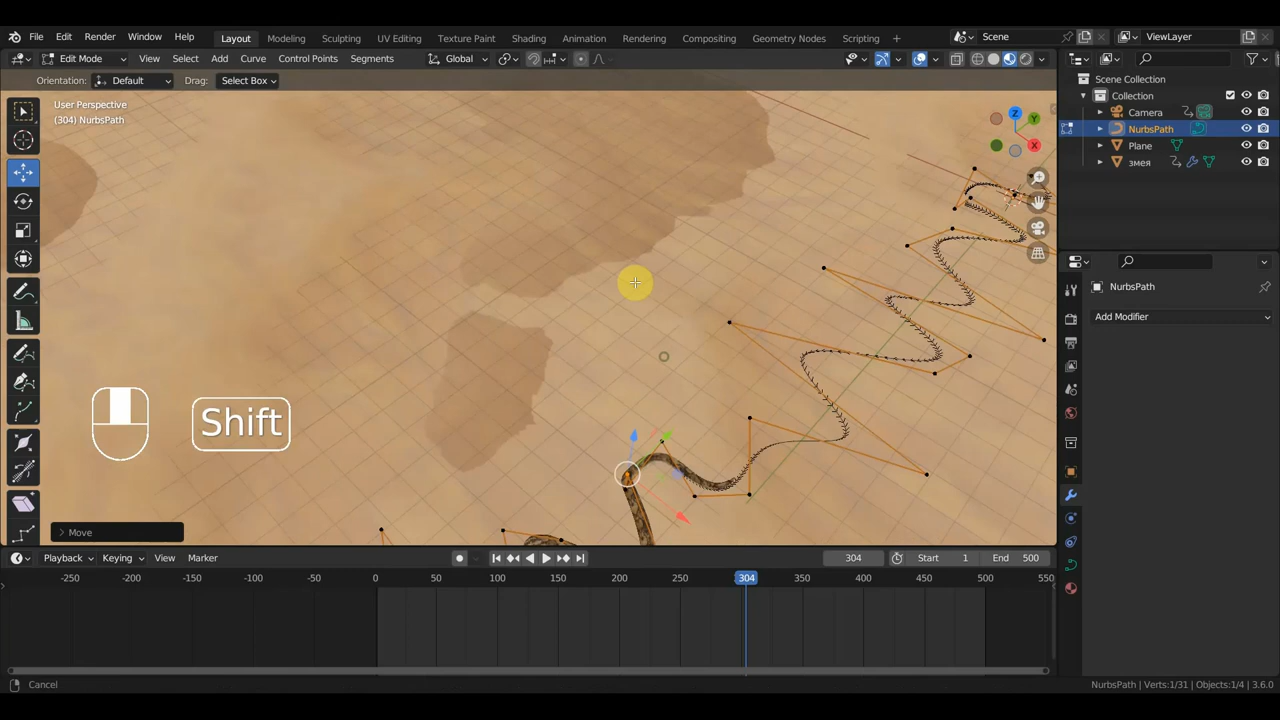 File Edit Render Window Help Layout Modeling Sculpting UV Editing Texture Paint Shading Animation Rendering Compositing Geometry Nodes Scripting + Scene ViewLayer
Edit Mode View Select Add Curve Control Points Segments Global
Orientation: Default Drag: Select Box
Scene Collection
Collection
Camera
NurbsPath
Plane
змея
User Perspective
(304) NurbsPath
Z
Y
X
NurbsPath
Add Modifier
Shift
Move
Playback Keying View Marker 304 Start 1 End 500
-250 -200 -150 -100 -50 0 50 100 150 200 250 304 350 400 450 500 550
Cancel
NurbsPath | Verts:1/31 | Objects:1/4 | 3.6.0